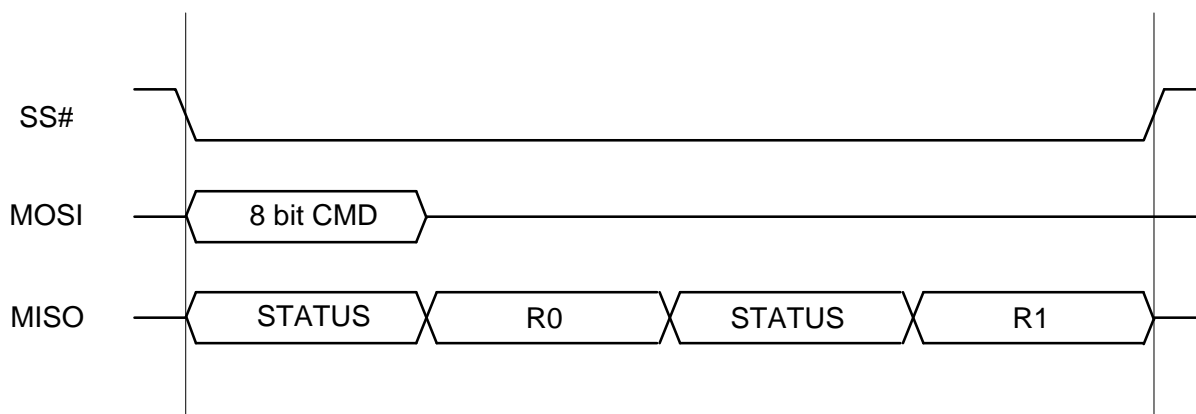 SS#
MOSI 8 bit CMD
MISO STATUS R0 STATUS R1